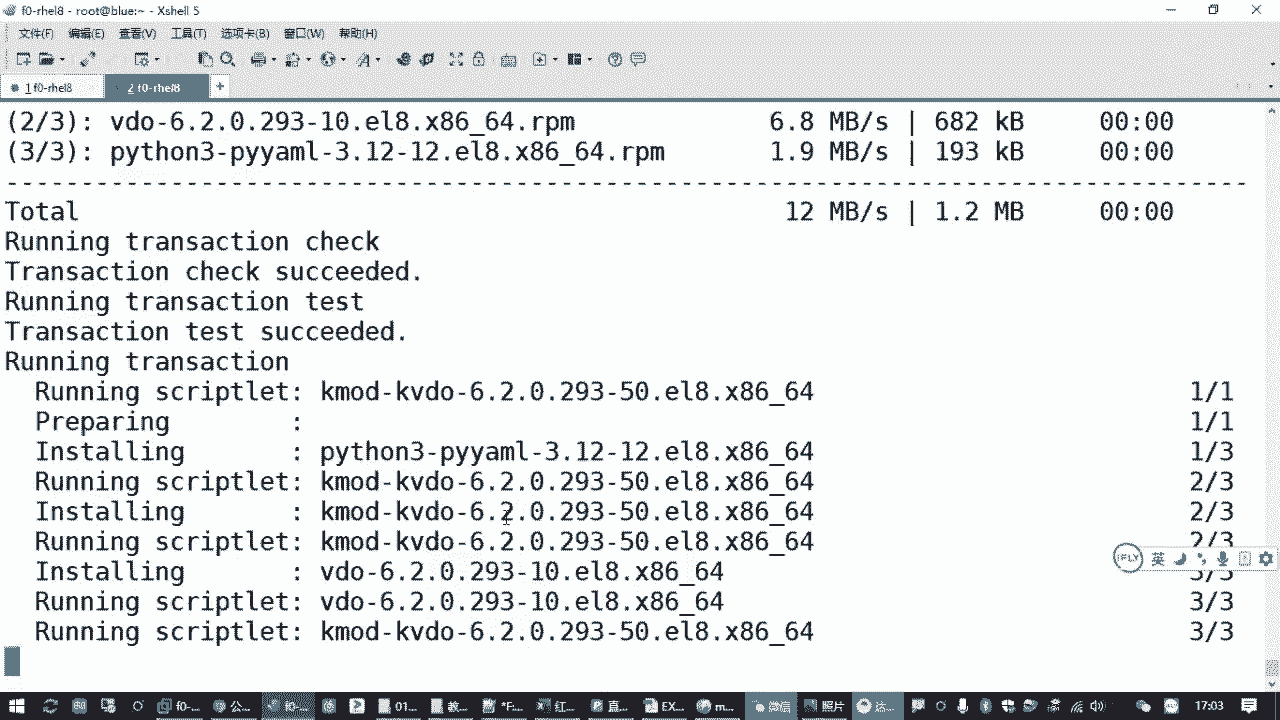 f0-rhel8 - root@blue:~ - Xshell 5
文件(F) 编辑(E) 查看(V) 工具(T) 选项卡(B) 窗口(W) 帮助(H)
1 f0-rhel8 2 f0-rhel8 +
(2/3): vdo-6.2.0.293-10.el8.x86_64.rpm 6.8 MB/s | 682 kB 00:00
(3/3): python3-pyyaml-3.12-12.el8.x86_64.rpm 1.9 MB/s | 193 kB 00:00
--------------------------------------------------------------------------------
Total 12 MB/s | 1.2 MB 00:00
Running transaction check
Transaction check succeeded.
Running transaction test
Transaction test succeeded.
Running transaction
Running scriptlet: kmod-kvdo-6.2.0.293-50.el8.x86_64 1/1
Preparing : 1/1
Installing : python3-pyyaml-3.12-12.el8.x86_64 1/3
Running scriptlet: kmod-kvdo-6.2.0.293-50.el8.x86_64 2/3
Installing : kmod-kvdo-6.2.0.293-50.el8.x86_64 2/3
Running scriptlet: kmod-kvdo-6.2.0.293-50.el8.x86_64 2/3
Installing : vdo-6.2.0.293-10.el8.x86_64 3/3
Running scriptlet: vdo-6.2.0.293-10.el8.x86_64 3/3
Running scriptlet: kmod-kvdo-6.2.0.293-50.el8.x86_64 3/3
iFLY 英
f0-... 公... f0-... 01... 教... *F... 红... 直... EX... m... 微信 照片 达... 17:03